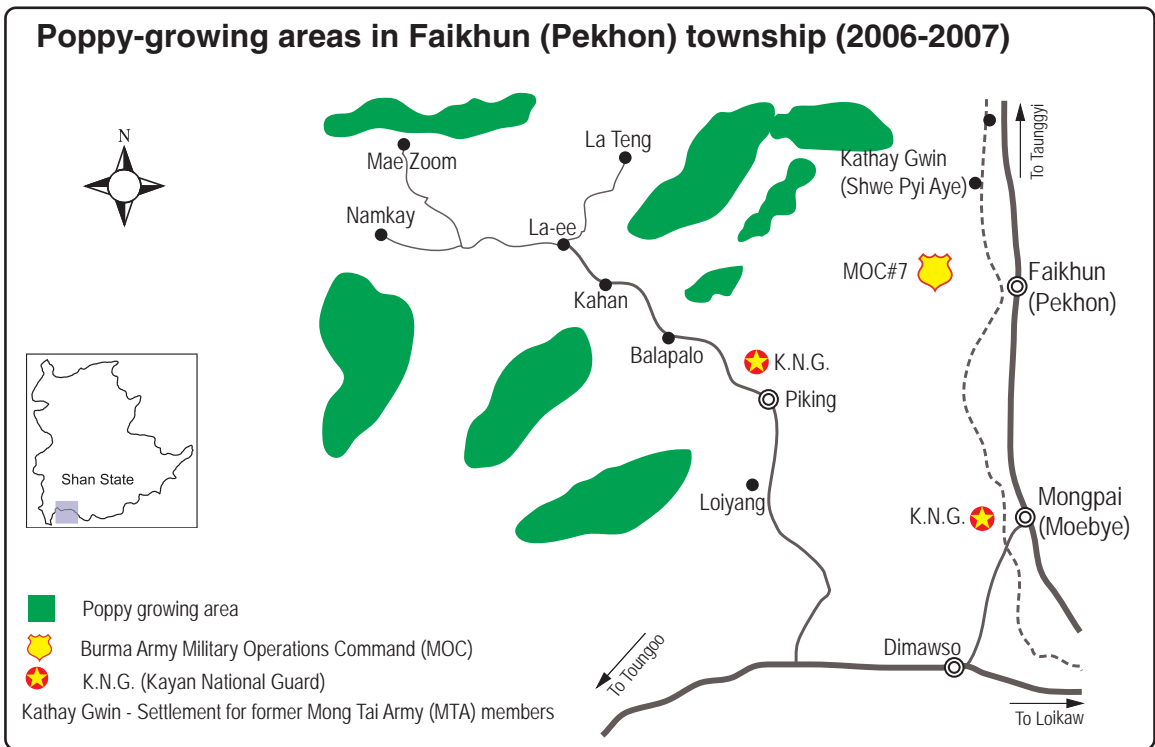 Poppy-growing areas in Faikhun (Pekhon) township (2006-2007)
N
La Teng
Mae Zoom
Namkay
La-ee
Kahan
Balapalo
Kathay Gwin
(Shwe Pyi Aye)
To Taunggyi
MOC#7
Faikhun
(Pekhon)
K.N.G.
Piking
Loiyang
K.N.G.
Mongpai
(Moebye)
Shan State
Dimawso
To Toungoo
To Loikaw
Poppy growing area
Burma Army Military Operations Command (MOC)
K.N.G. (Kayan National Guard)
Kathay Gwin - Settlement for former Mong Tai Army (MTA) members